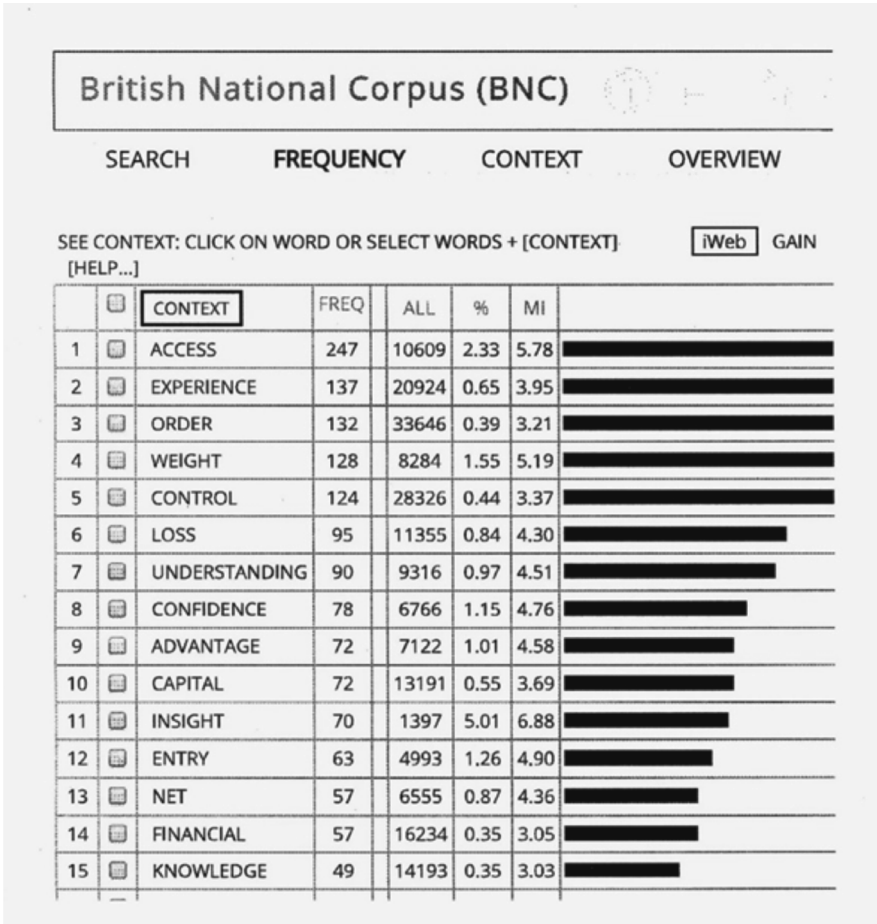 British National Corpus (BNC)
SEARCH FREQUENCY CONTEXT OVERVIEW
SEE CONTEXT: CLICK ON WORD OR SELECT WORDS + [CONTEXT] iWeb GAIN
[HELP...]
CONTEXT FREQ ALL % MI
1 ACCESS 247 10609 2.33 5.78
2 EXPERIENCE 137 20924 0.65 3.95
3 ORDER 132 33646 0.39 3.21
4 WEIGHT 128 8284 1.55 5.19
5 CONTROL 124 28326 0.44 3.37
6 LOSS 95 11355 0.84 4.30
7 UNDERSTANDING 90 9316 0.97 4.51
8 CONFIDENCE 78 6766 1.15 4.76
9 ADVANTAGE 72 7122 1.01 4.58
10 CAPITAL 72 13191 0.55 3.69
11 INSIGHT 70 1397 5.01 6.88
12 ENTRY 63 4993 1.26 4.90
13 NET 57 6555 0.87 4.36
14 FINANCIAL 57 16234 0.35 3.05
15 KNOWLEDGE 49 14193 0.35 3.03